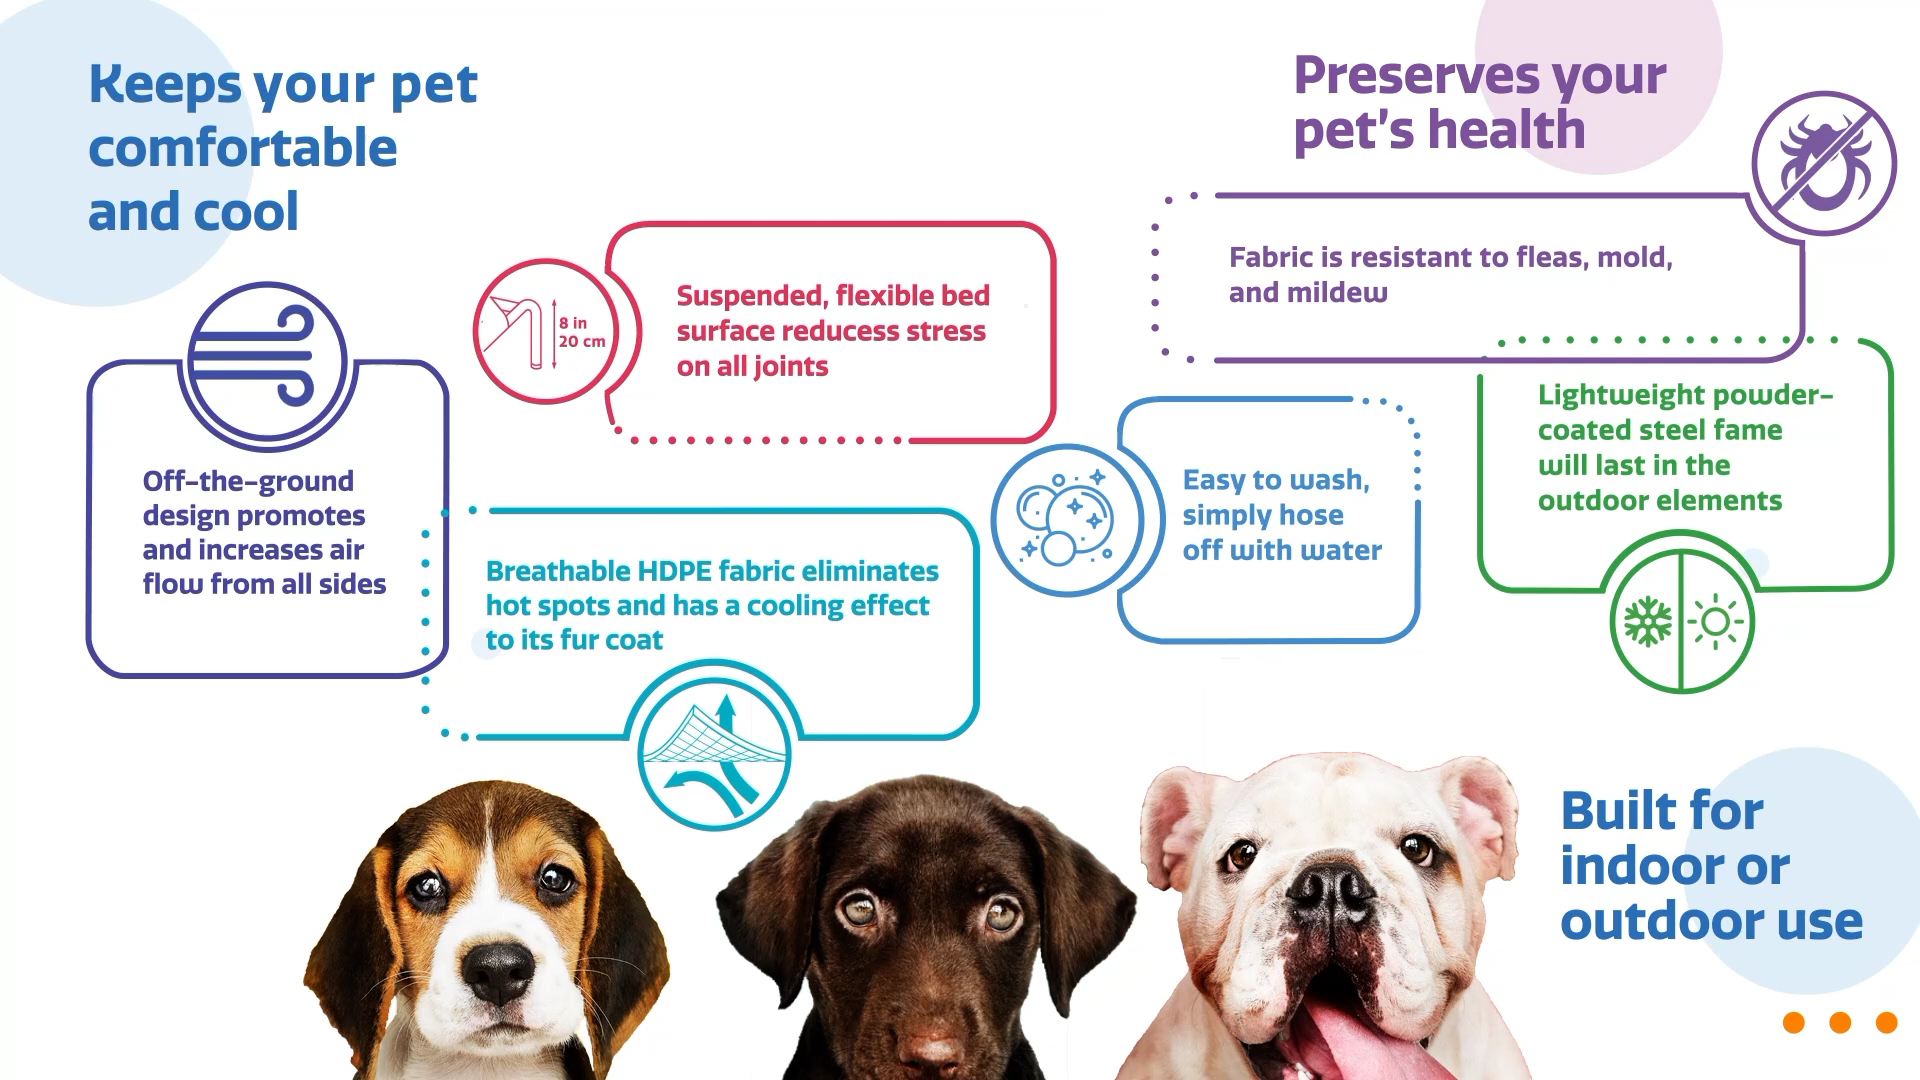 Keeps your pet
comfortable
and cool
Off-the-ground
design promotes
and increases air
flow from all sides
8 in
20 cm
Suspended, flexible bed
surface reducess stress
on all joints
Breathable HDPE fabric eliminates
hot spots and has a cooling effect
to its fur coat
Preserves your
pet's health
Fabric is resistant to fleas, mold,
and mildew
Easy to wash,
simply hose
off with water
Lightweight powder-
coated steel fame
will last in the
outdoor elements
Built for
indoor or
outdoor use